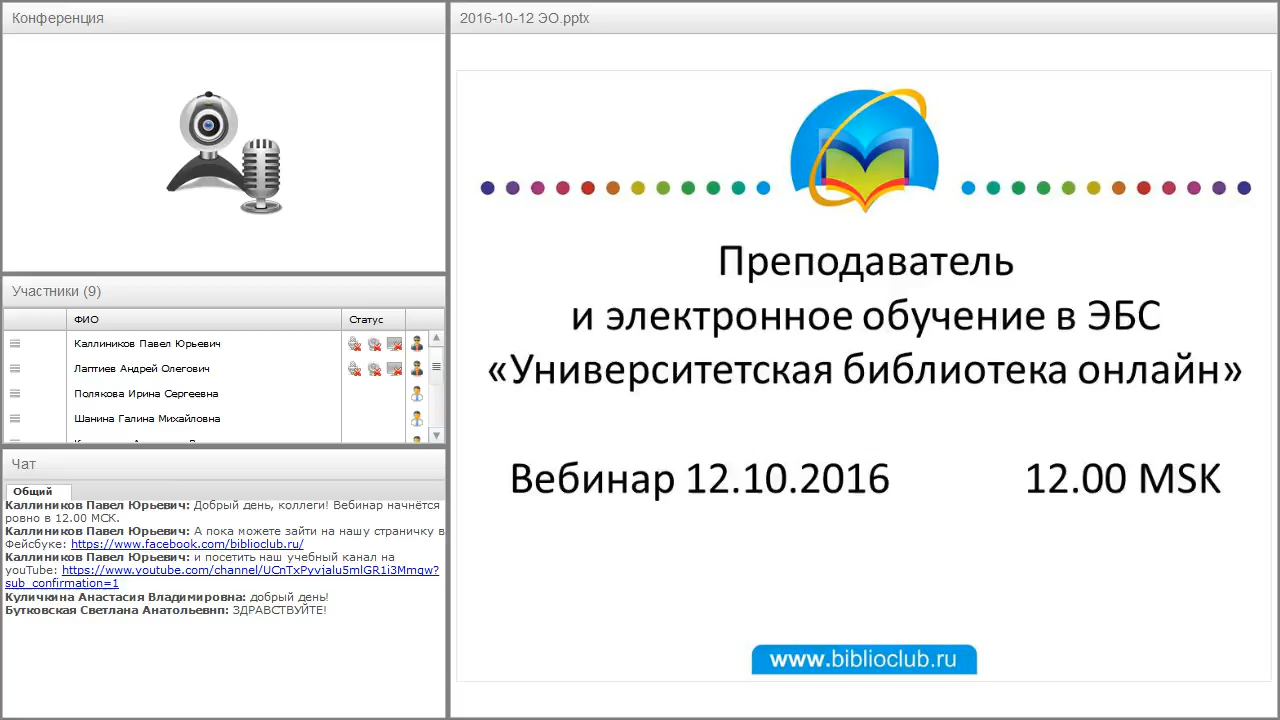 Конференция
Участники (9)
ФИО
Статус
Каллиников Павел Юрьевич
Лаптиев Андрей Олегович
Полякова Ирина Сергеевна
Шанина Галина Михайловна
Чат
Общий
Каллиников Павел Юрьевич: Добрый день, коллеги! Вебинар начнётся
ровно в 12.00 МСК.
Каллиников Павел Юрьевич: А пока можете зайти на нашу страничку в
Фейсбуке: https://www.facebook.com/biblioclub.ru/
Каллиников Павел Юрьевич: и посетить наш учебный канал на
youTube: https://www.youtube.com/channel/UCnTxPyvjalu5mlGR1i3Mmqw?
sub_confirmation=1
Куличкина Анастасия Владимировна: добрый день!
Бутковская Светлана Анатольевнп: ЗДРАВСТВУЙТЕ!
2016-10-12 ЭО.pptx
Преподаватель
и электронное обучение в ЭБС
«Университетская библиотека онлайн»
Вебинар 12.10.2016 12.00 MSK
www.biblioclub.ru